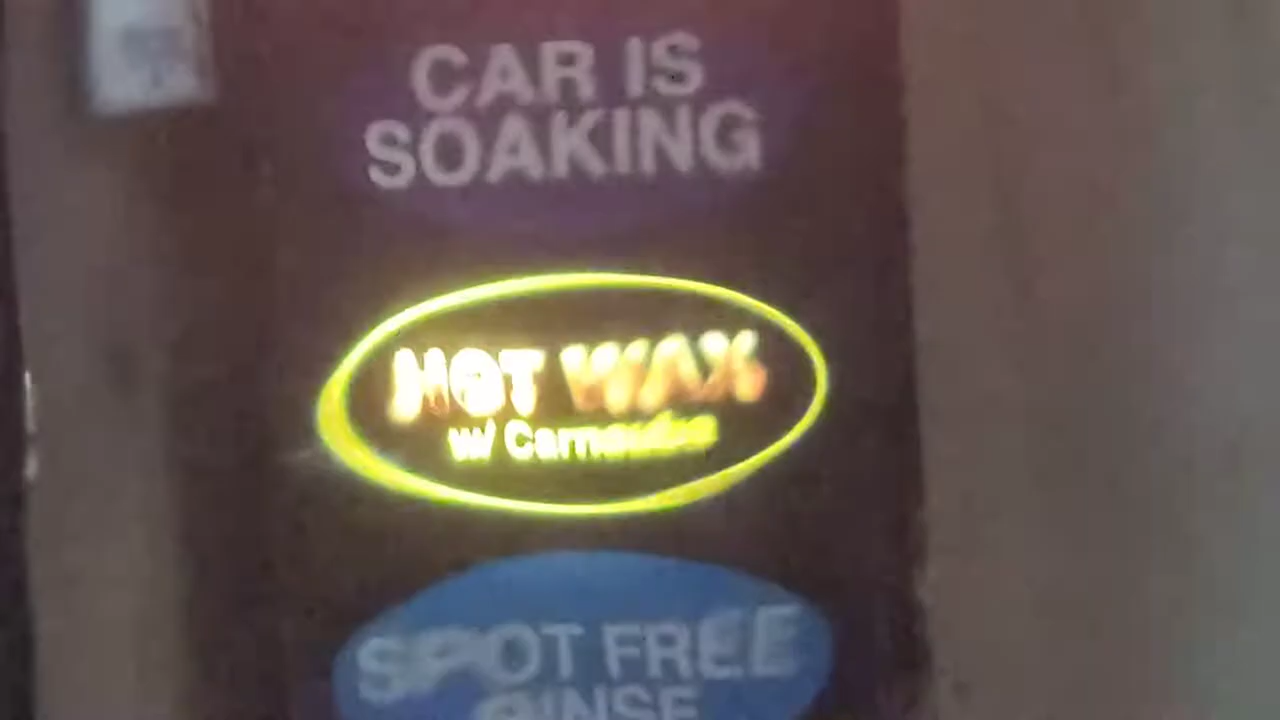 CAR IS
SOAKING
HOT WAX
w/ Carnauba
SPOT FREE
RINSE